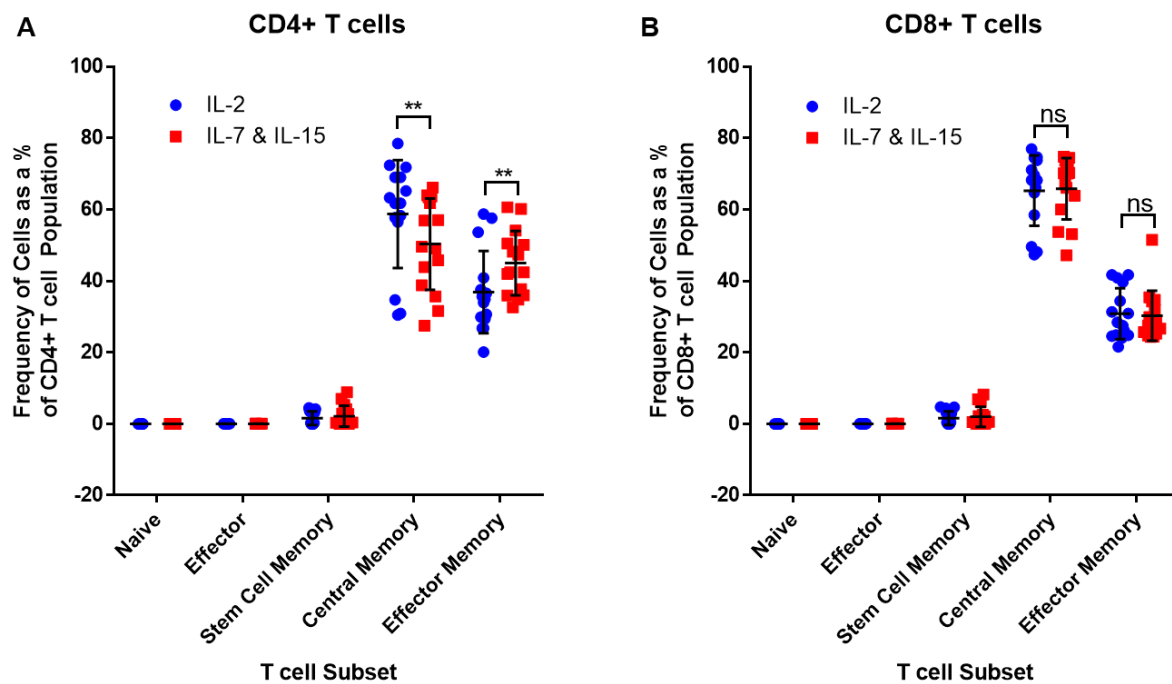 A
CD4+ T cells
Frequency of Cells as a %
of CD4+ T cell Population
100
80
60
40
20
0
-20
IL-2
IL-7 & IL-15
**
**
Naive
Effector
Stem Cell Memory
Central Memory
Effector Memory
T cell Subset
B
CD8+ T cells
Frequency of Cells as a %
of CD8+ T cell Population
100
80
60
40
20
0
-20
IL-2
IL-7 & IL-15
ns
ns
Naive
Effector
Stem Cell Memory
Central Memory
Effector Memory
T cell Subset